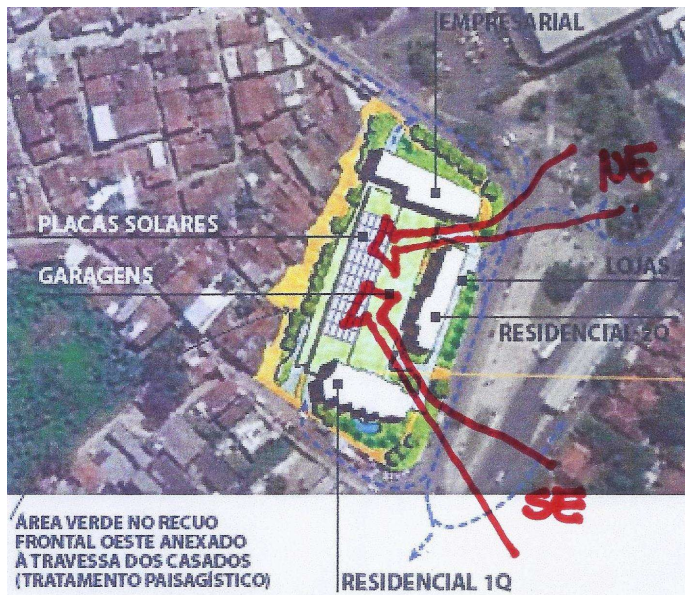 EMPRESARIAL
NE
PLACAS SOLARES
LOJAS
GARAGENS
RESIDENCIAL 2Q
SE
ÁREA VERDE NO RECUO
FRONTAL OESTE ANEXADO
À TRAVESSA DOS CASADOS
(TRATAMENTO PAISAGÍSTICO)
RESIDENCIAL 1Q